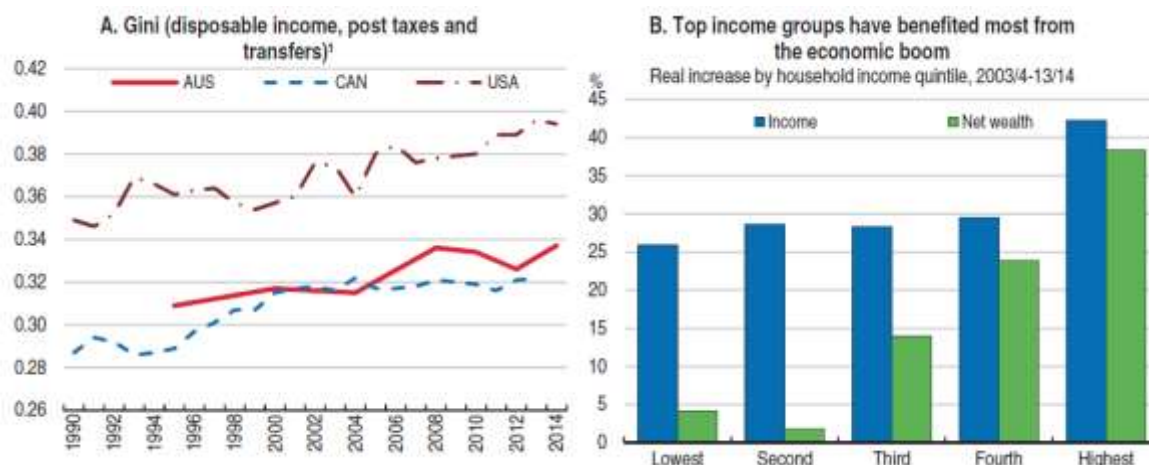 A. Gini (disposable income, post taxes and
transfers)¹
0.42
AUS CAN USA
0.40
0.38
0.36
0.34
0.32
0.30
0.28
0.26
1990 1992 1994 1996 1998 2000 2002 2004 2006 2008 2010 2012 2014
B. Top income groups have benefited most from
the economic boom
Real increase by household income quintile, 2003/4-13/14
%
45
Income Net wealth
40
35
30
25
20
15
10
5
0
Lowest Second Third Fourth Highest